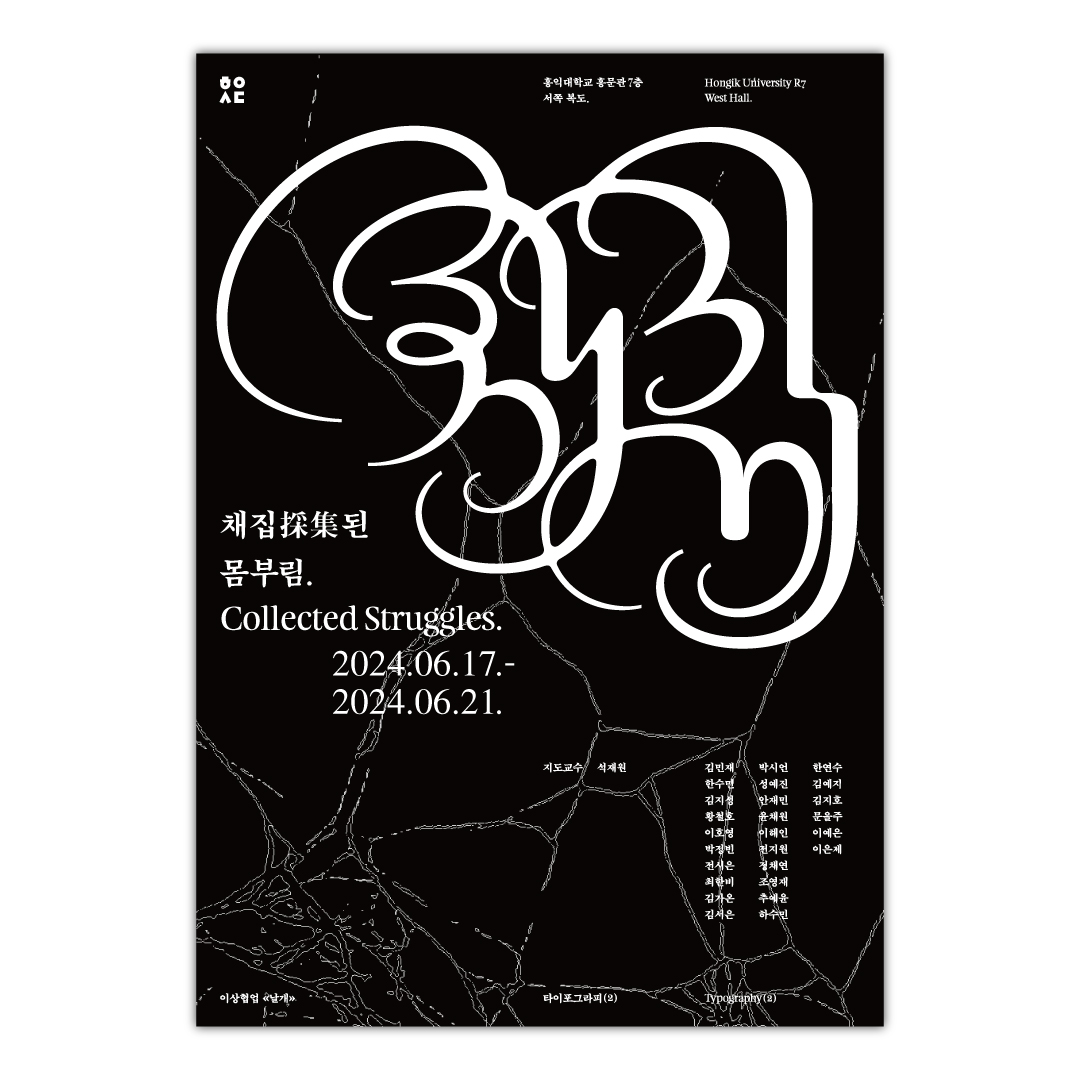 ㅎㅇ
ㅅㄷ
홍익대학교 홍문관 7층
서쪽 복도.
Hongik University R7
West Hall.
채집採集된
몸부림.
Collected Struggles.
2024.06.17.-
2024.06.21.
지도교수 석재원
김민재 박시언 한연수
한수면 성예진 김예지
김지성 안재민 김지호
황철호 윤채원 문율주
이호영 이해인 이예은
박정빈 전지원 이은제
전시은 정채연
최한비 조영재
김가은 추예윤
김서은 하수민
이상협업 «날개»
타이포그라피(2)
Typography(2)